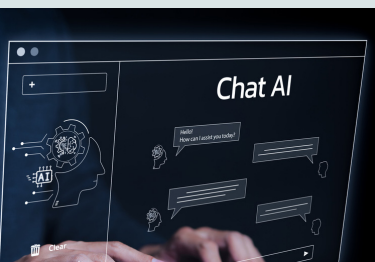 +
Chat AI
Hello!
How can I assist you today?
AI
Clear